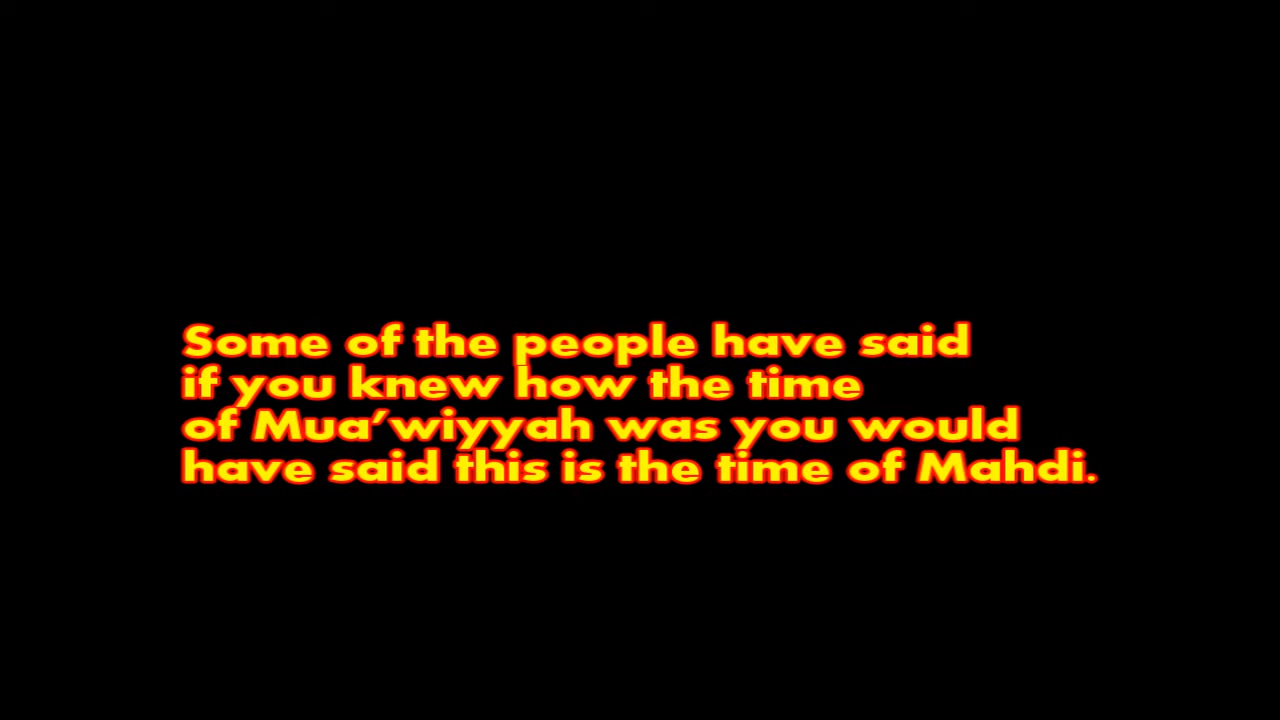 Some of the people have said
if you knew how the time
of Mua’wiyyah was you would
have said this is the time of Mahdi.